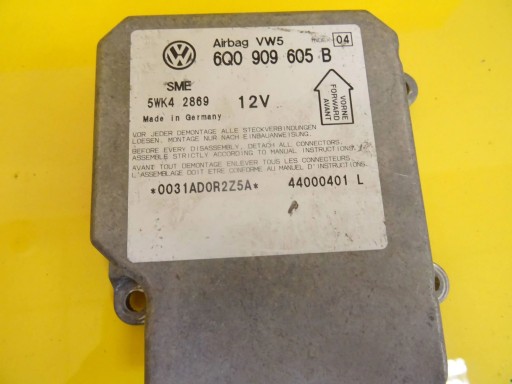 Airbag VW5
04
6Q0 909 605 B
SME
5WK4 2869
12V
Made in Germany
VORNE
FORWARD
AVANT
VOR JEDER DEMONTAGE ALLE STECKVERBINDUNGEN
LOESEN. MONTAGE NUR NACH EINBAUANWEISUNG.
BEFORE EVERY DISASSEMBLY, DETACH ALL CONNECTORS.
ASSEMBLE STRICTLY ACCORDING TO MANUAL INSTRUCTIONS.
AVANT TOUT DEMONTAGE ENLEVER TOUS LES CONNECTEURS.
L'ASSEMBLAGE DOIT ETRE CONFORME AU MANUEL D'INSTRUCTIONS.
*0031AD0R2Z5A*
44000401 L